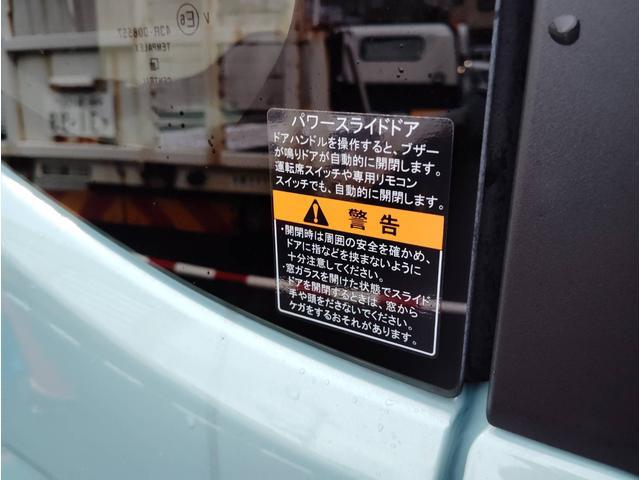 V E6
43R-008557
TEMPALEX
CENTRAL
パワースライドドア
ドアハンドルを操作すると、ブザー
が鳴りドアが自動的に開閉します。
運転席スイッチや専用リモコン
スイッチでも、自動的に開閉します。
警告
・開閉時は周囲の安全を確かめ、
ドアに指などを挟まないように
十分注意してください。
・窓ガラスを開けた状態でスライド
ドアを開閉するときは、窓から
手や頭をださないでください。
ケガをするおそれがあります。